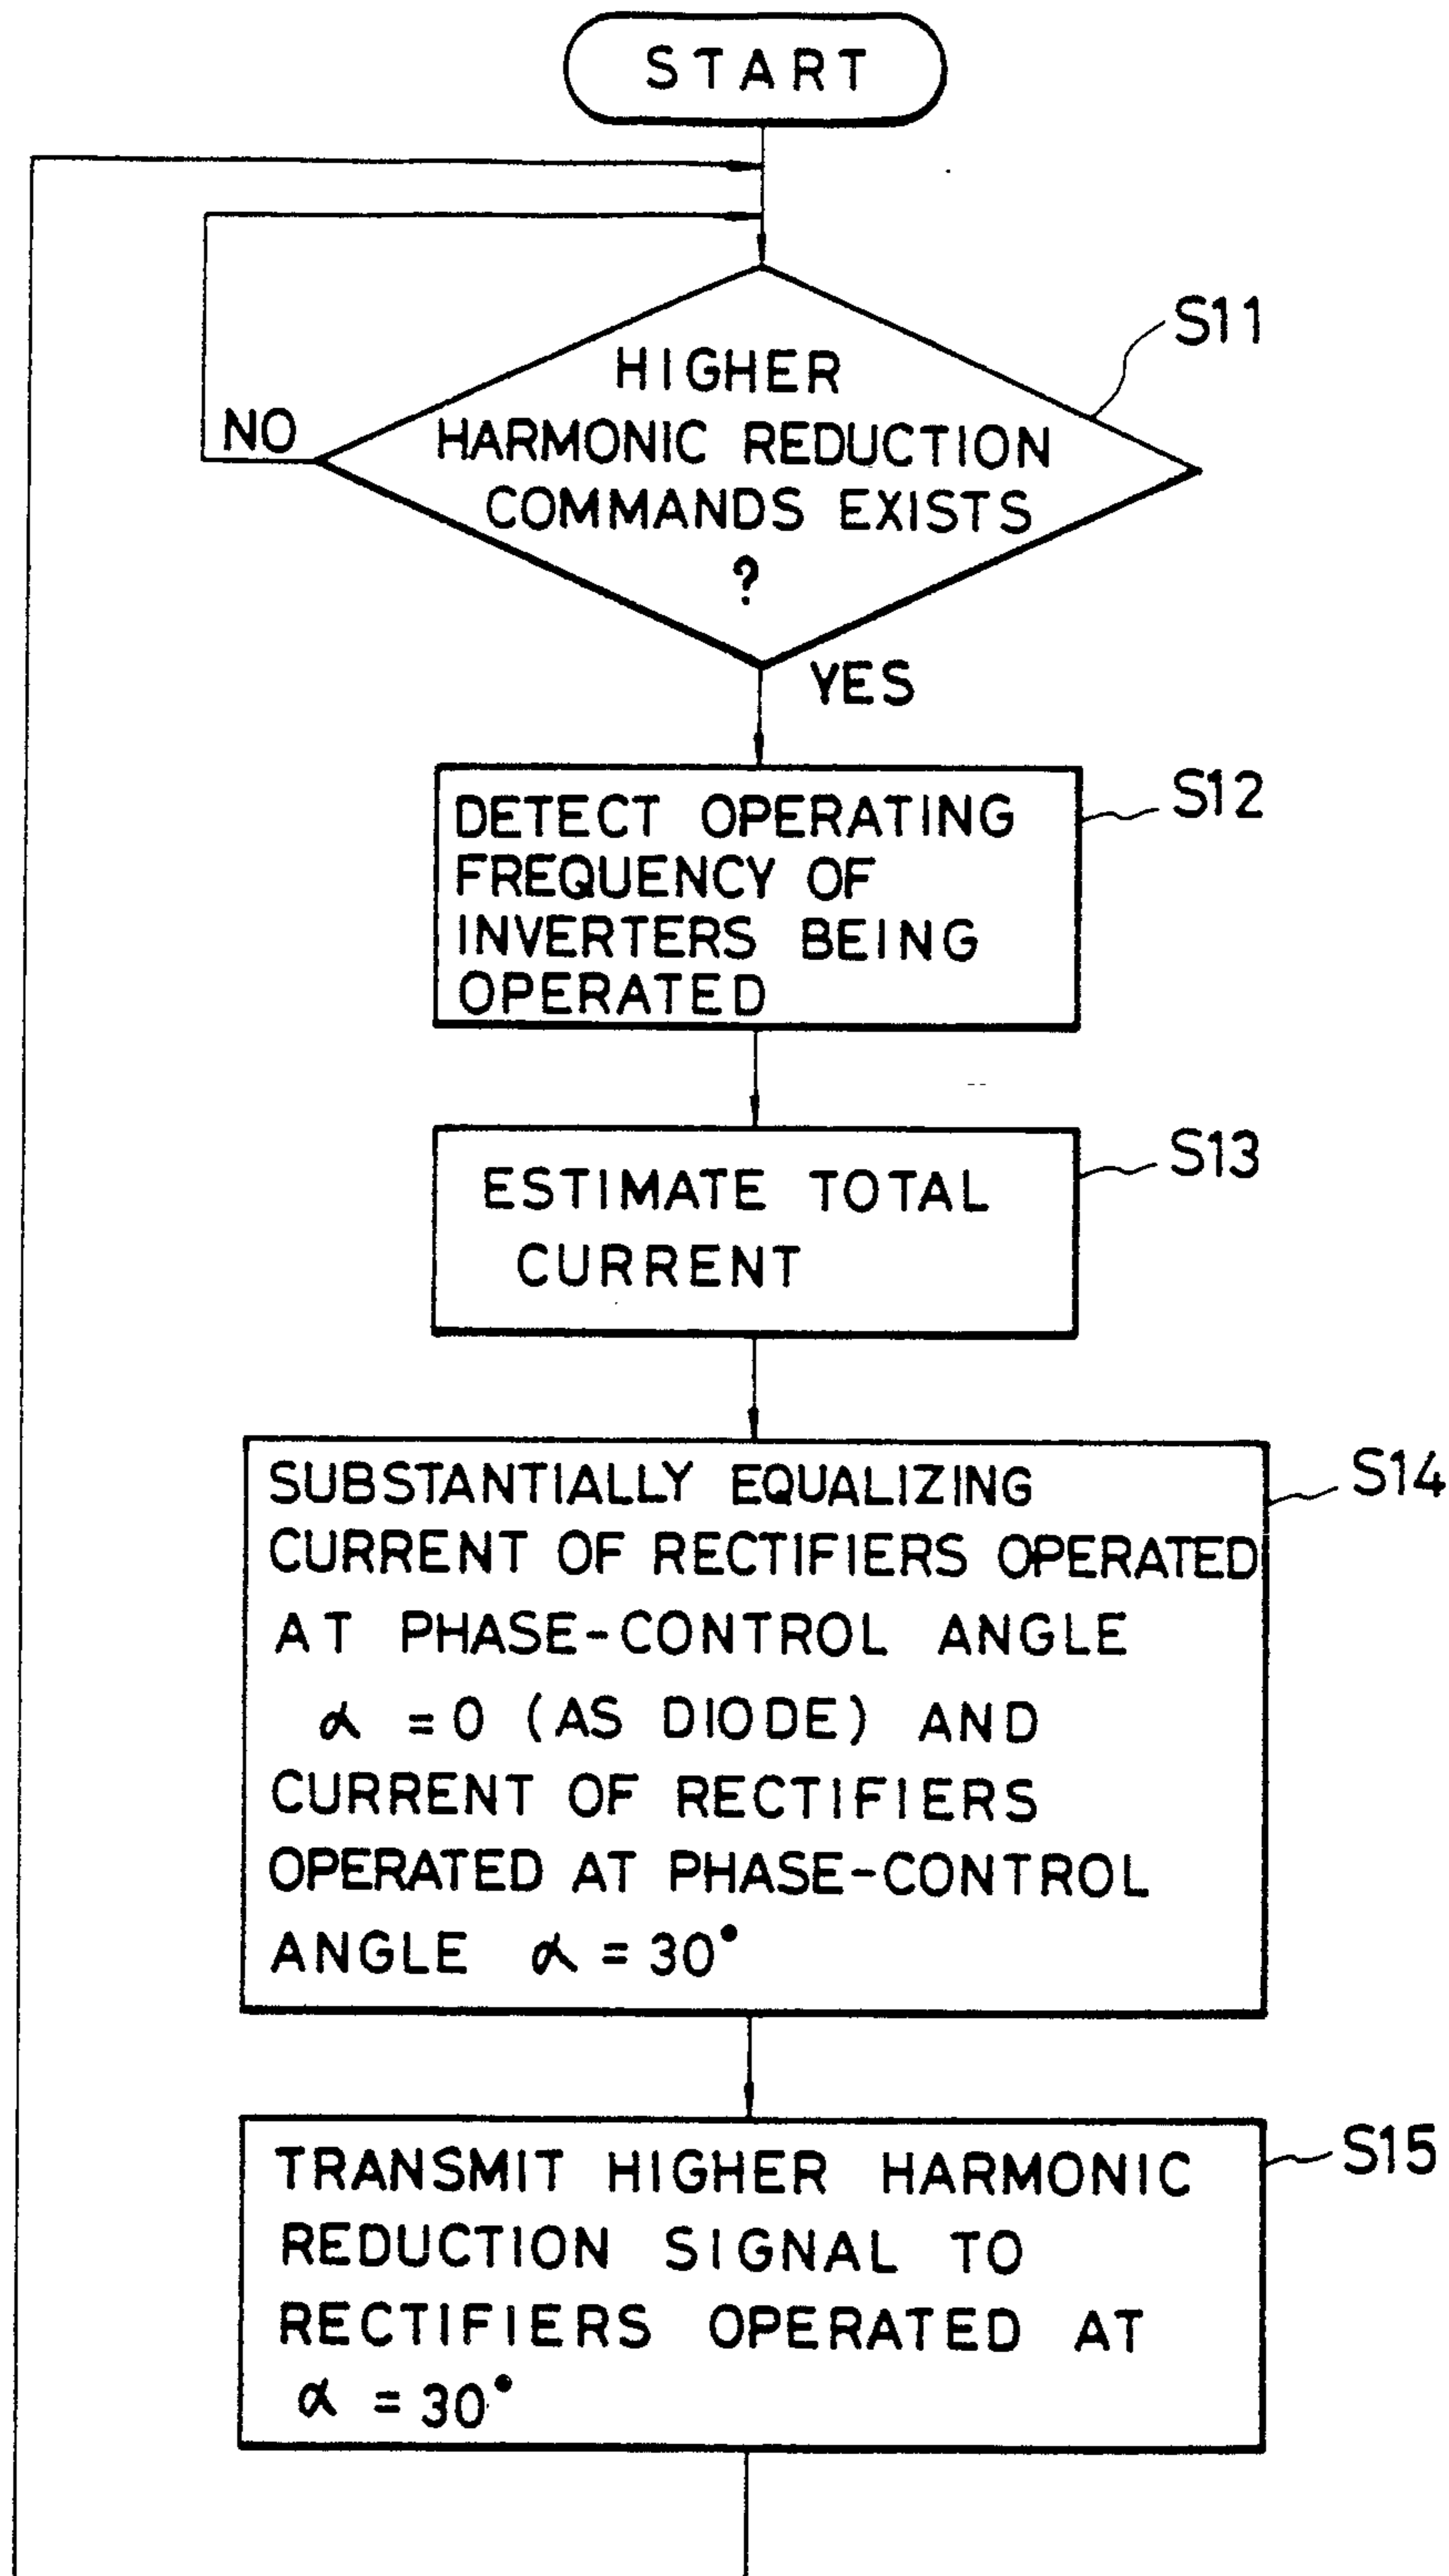 START
S11
HIGHER
HARMONIC REDUCTION
COMMANDS EXISTS
?
NO
YES
S12
DETECT OPERATING
FREQUENCY OF
INVERTERS BEING
OPERATED
S13
ESTIMATE TOTAL
CURRENT
S14
SUBSTANTIALLY EQUALIZING
CURRENT OF RECTIFIERS OPERATED
AT PHASE-CONTROL ANGLE
α = 0 (AS DIODE) AND
CURRENT OF RECTIFIERS
OPERATED AT PHASE-CONTROL
ANGLE α = 30°
S15
TRANSMIT HIGHER HARMONIC
REDUCTION SIGNAL TO
RECTIFIERS OPERATED AT
α = 30°